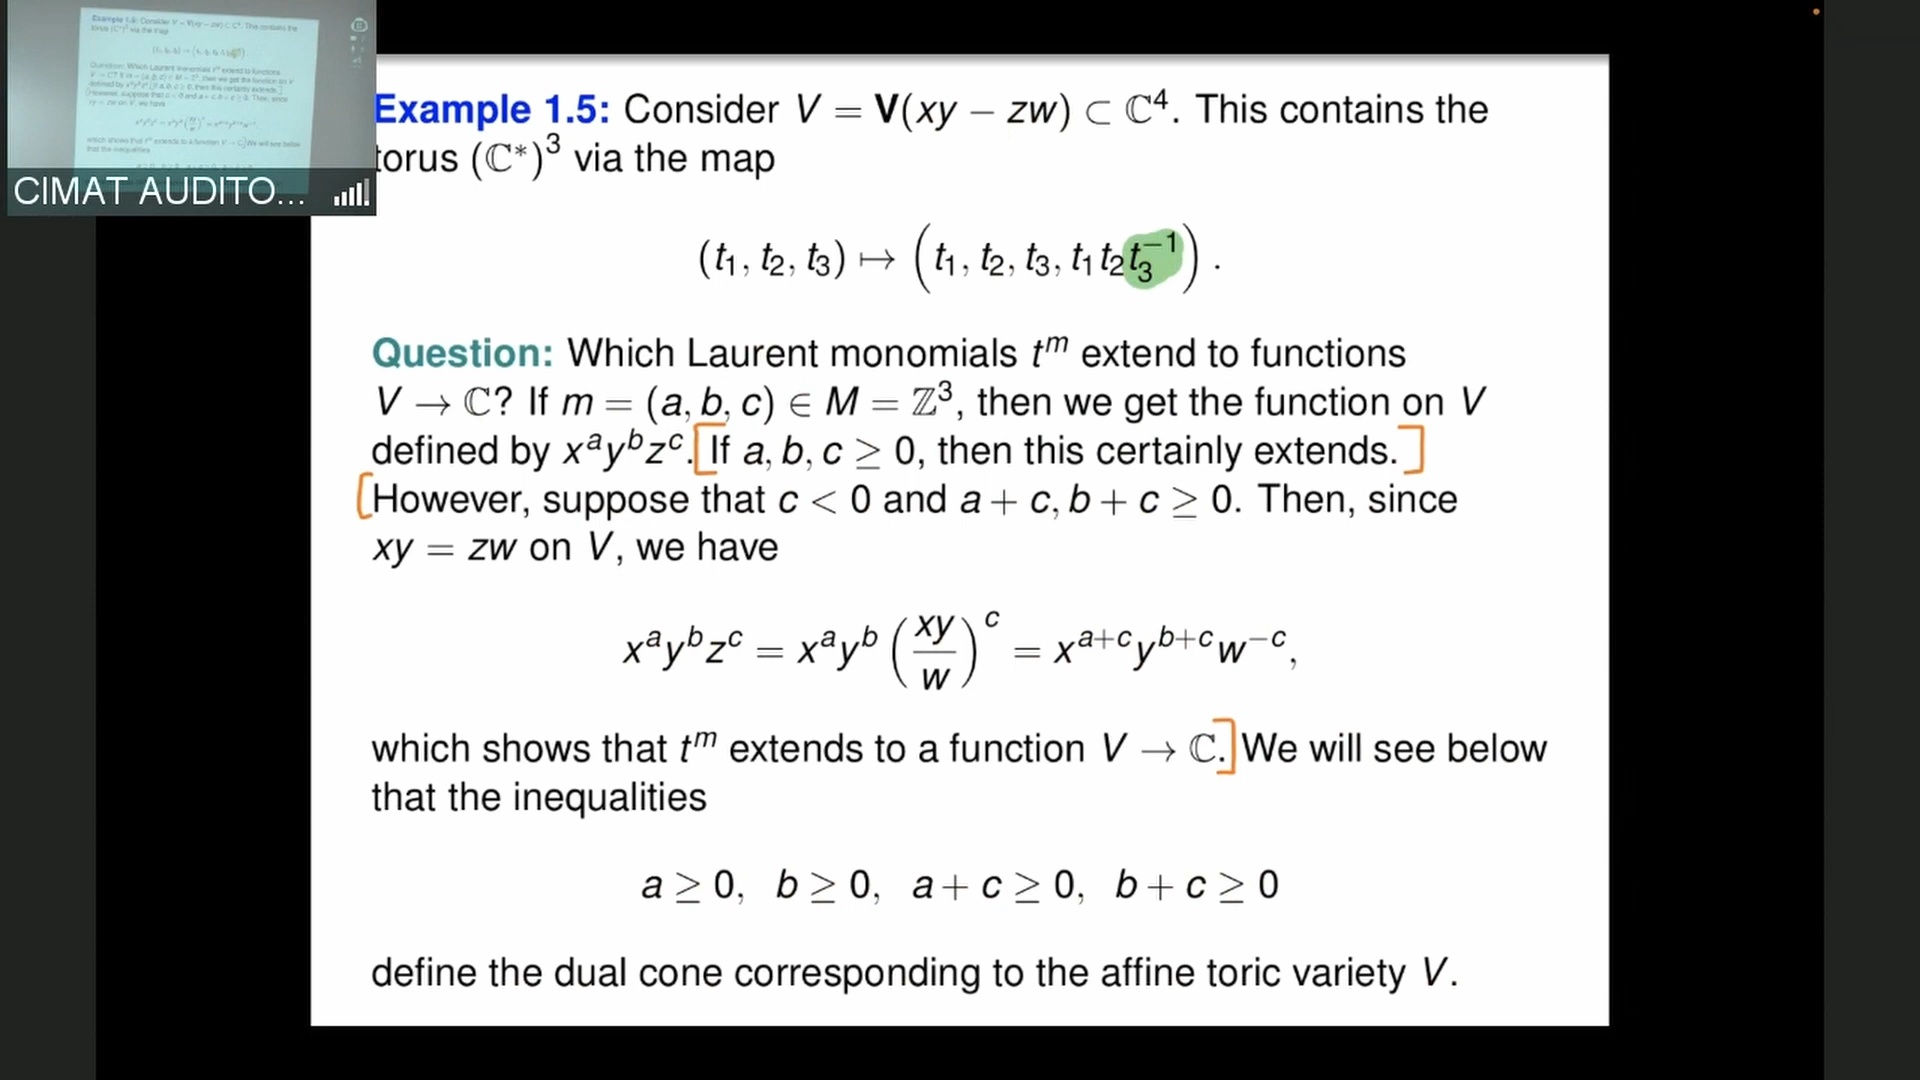 CIMAT AUDITO...
Example 1.5: Consider V = V(xy − zw) ⊂ ℂ⁴. This contains the
torus (ℂ*)³ via the map
(t₁, t₂, t₃) ↦ (t₁, t₂, t₃, t₁t₂t₃⁻¹).
Question: Which Laurent monomials tᵐ extend to functions
V → ℂ? If m = (a, b, c) ∈ M = ℤ³, then we get the function on V
defined by xᵃyᵇzᶜ. [If a, b, c ≥ 0, then this certainly extends.]
[However, suppose that c < 0 and a + c, b + c ≥ 0. Then, since
xy = zw on V, we have
xᵃyᵇzᶜ = xᵃyᵇ (xy/w)ᶜ = xᵃ⁺ᶜyᵇ⁺ᶜw⁻ᶜ,
which shows that tᵐ extends to a function V → ℂ.] We will see below
that the inequalities
a ≥ 0, b ≥ 0, a + c ≥ 0, b + c ≥ 0
define the dual cone corresponding to the affine toric variety V.